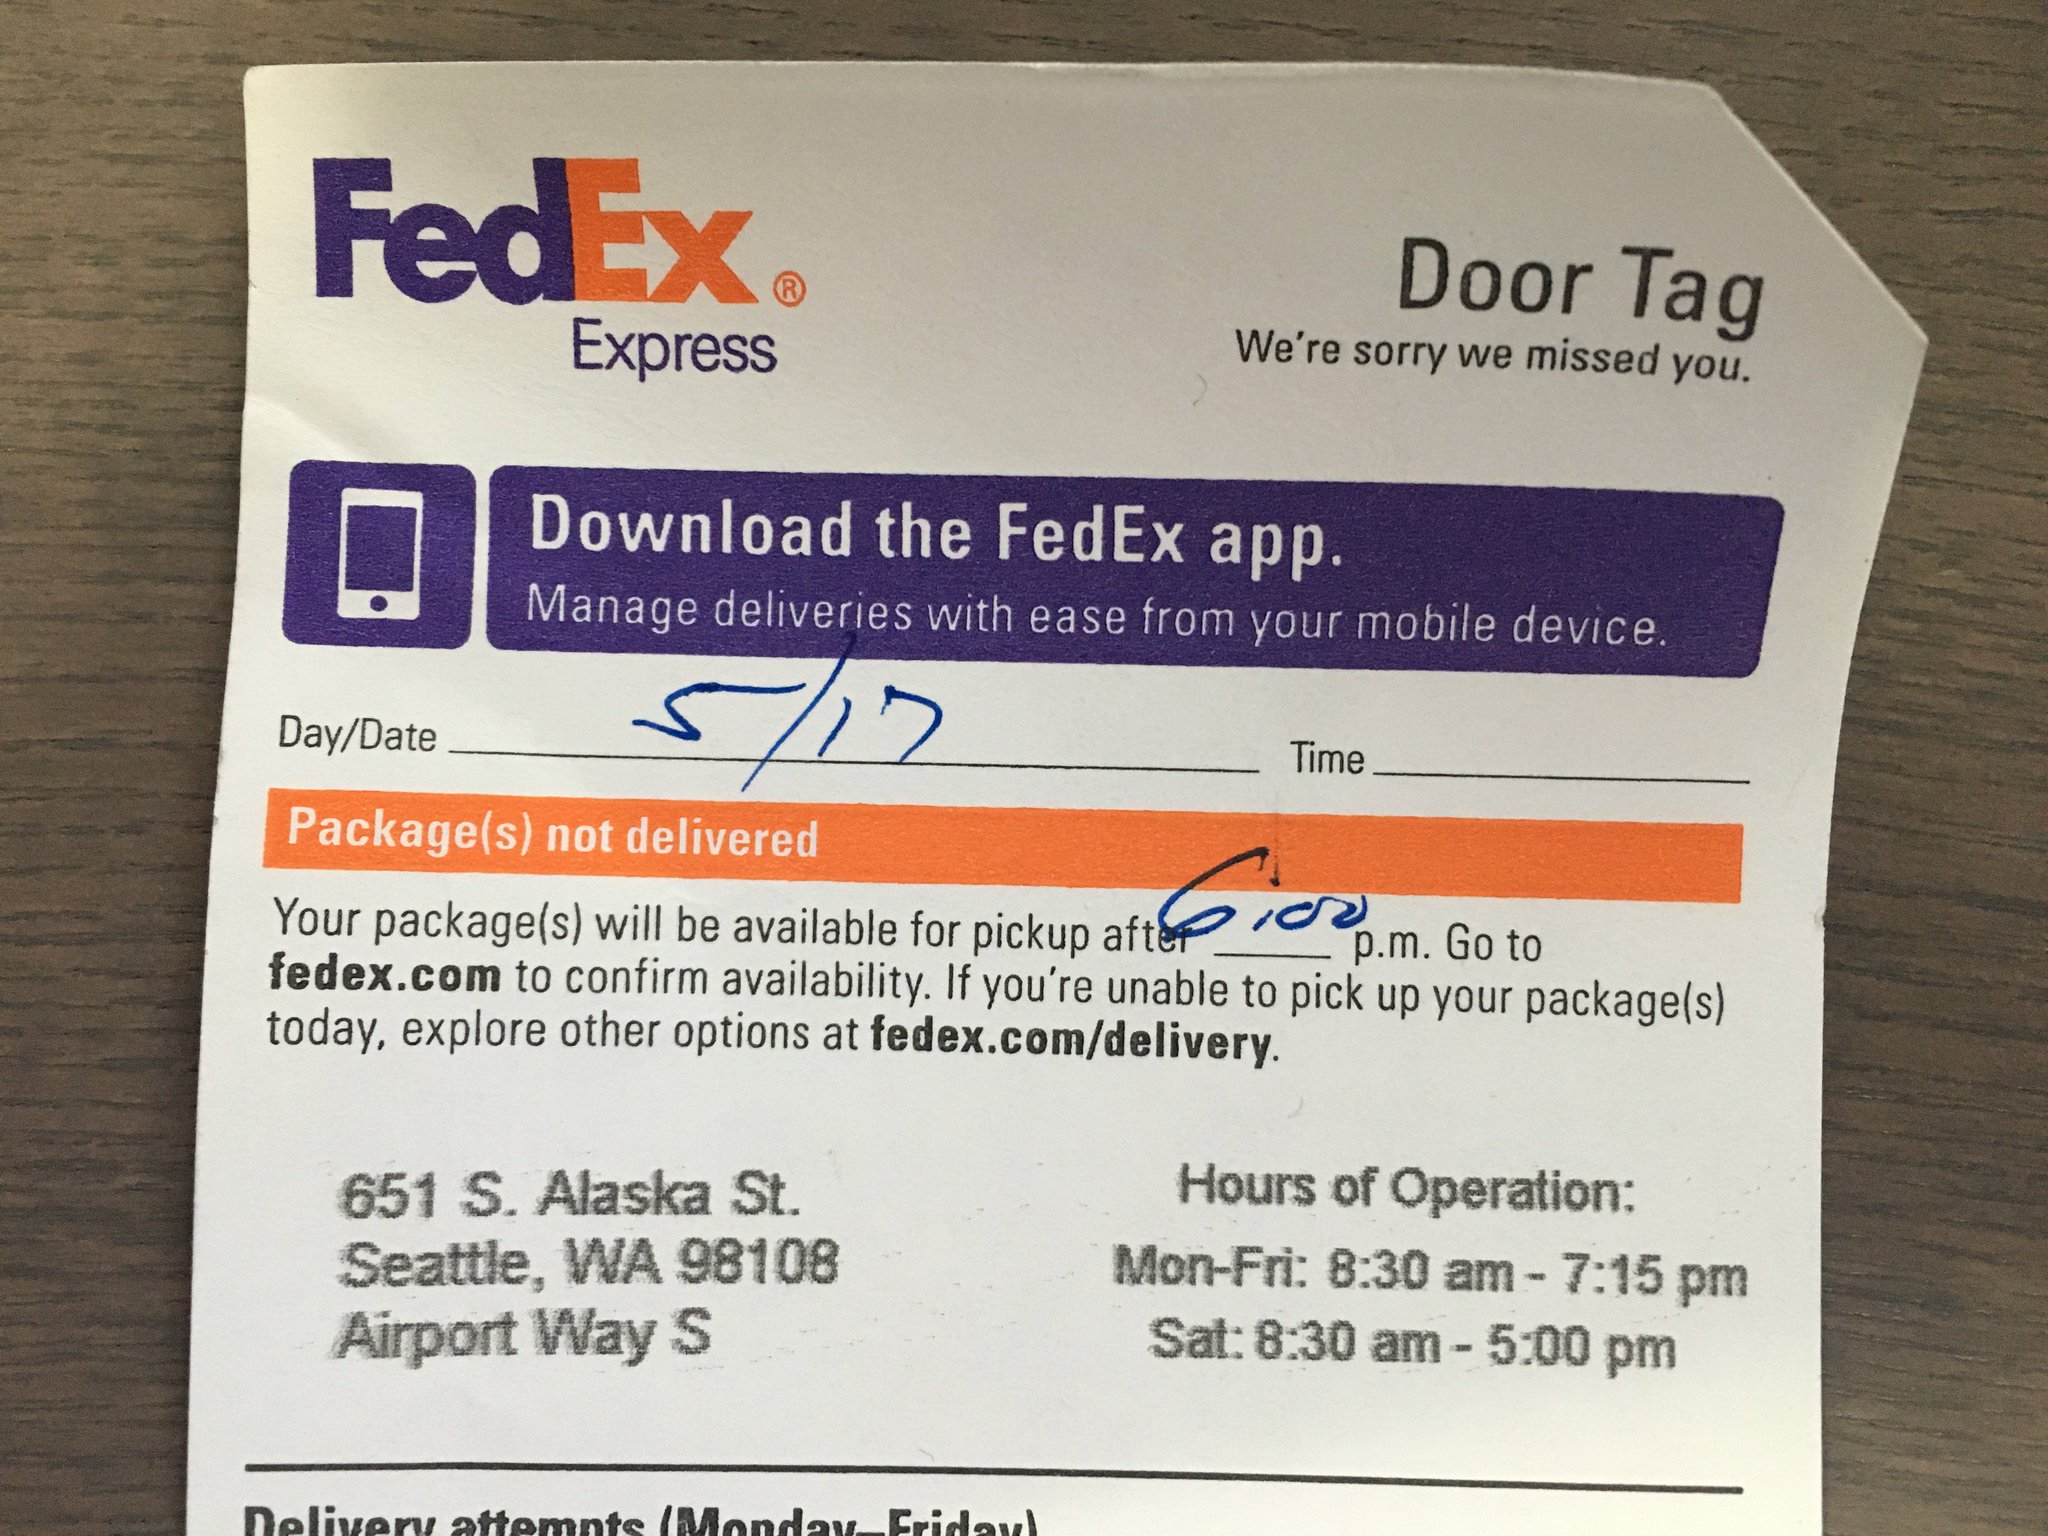 FedEx®
Express
Door Tag
We're sorry we missed you.
Download the FedEx app.
Manage deliveries with ease from your mobile device.
Day/Date 5/17 Time
Package(s) not delivered
Your package(s) will be available for pickup after 6:00 p.m. Go to
fedex.com to confirm availability. If you're unable to pick up your package(s)
today, explore other options at fedex.com/delivery.
651 S. Alaska St.
Seattle, WA 98108
Airport Way S
Hours of Operation:
Mon-Fri: 8:30 am - 7:15 pm
Sat: 8:30 am - 5:00 pm
Delivery attempts (Monday–Friday)